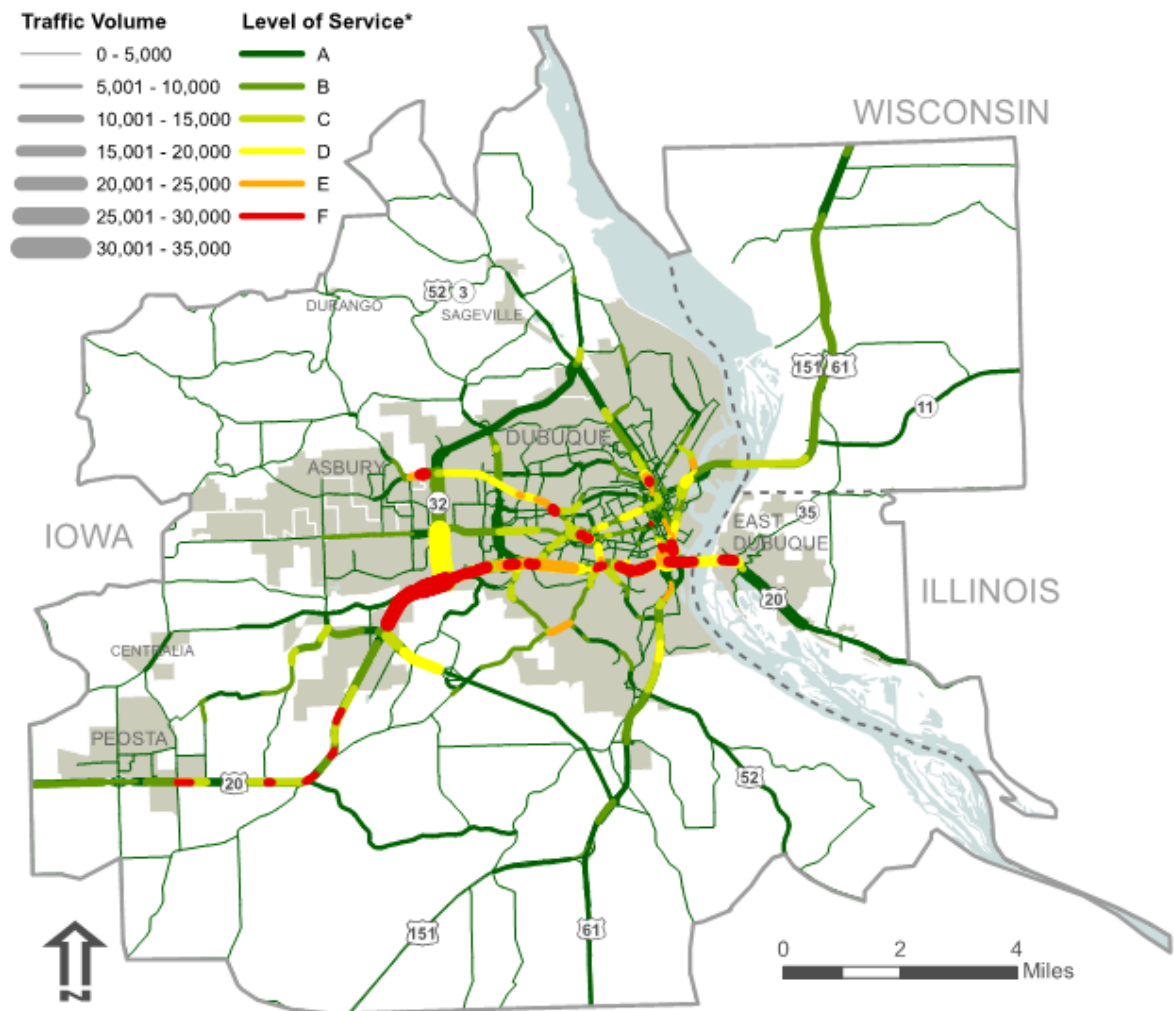 Traffic Volume
0 - 5,000
5,001 - 10,000
10,001 - 15,000
15,001 - 20,000
20,001 - 25,000
25,001 - 30,000
30,001 - 35,000
Level of Service*
A
B
C
D
E
F
WISCONSIN
52 3
DURANGO
SAGEVILLE
151 61
11
DUBUQUE
ASBURY
32
IOWA
35
EAST
DUBUQUE
ILLINOIS
20
CENTRALIA
PEOSTA
20
52
151
61
N
0 2 4
Miles